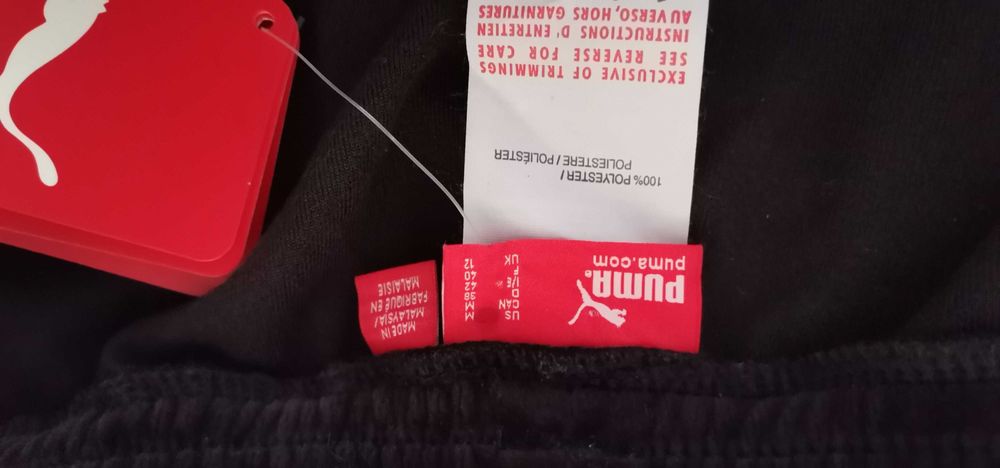 PUMA
puma.com
US M
CAN M
D 38
I/E 42
F 40
UK 12
MADE IN
MALAYSIA/
FABRIQUÉ EN
MALAISIE
100% POLYESTER /
POLIESTERE / POLIÉSTER
EXCLUSIVE OF TRIMMINGS
SEE REVERSE FOR CARE
INSTRUCTIONS D' ENTRETIEN
AU VERSO, HORS GARNITURES